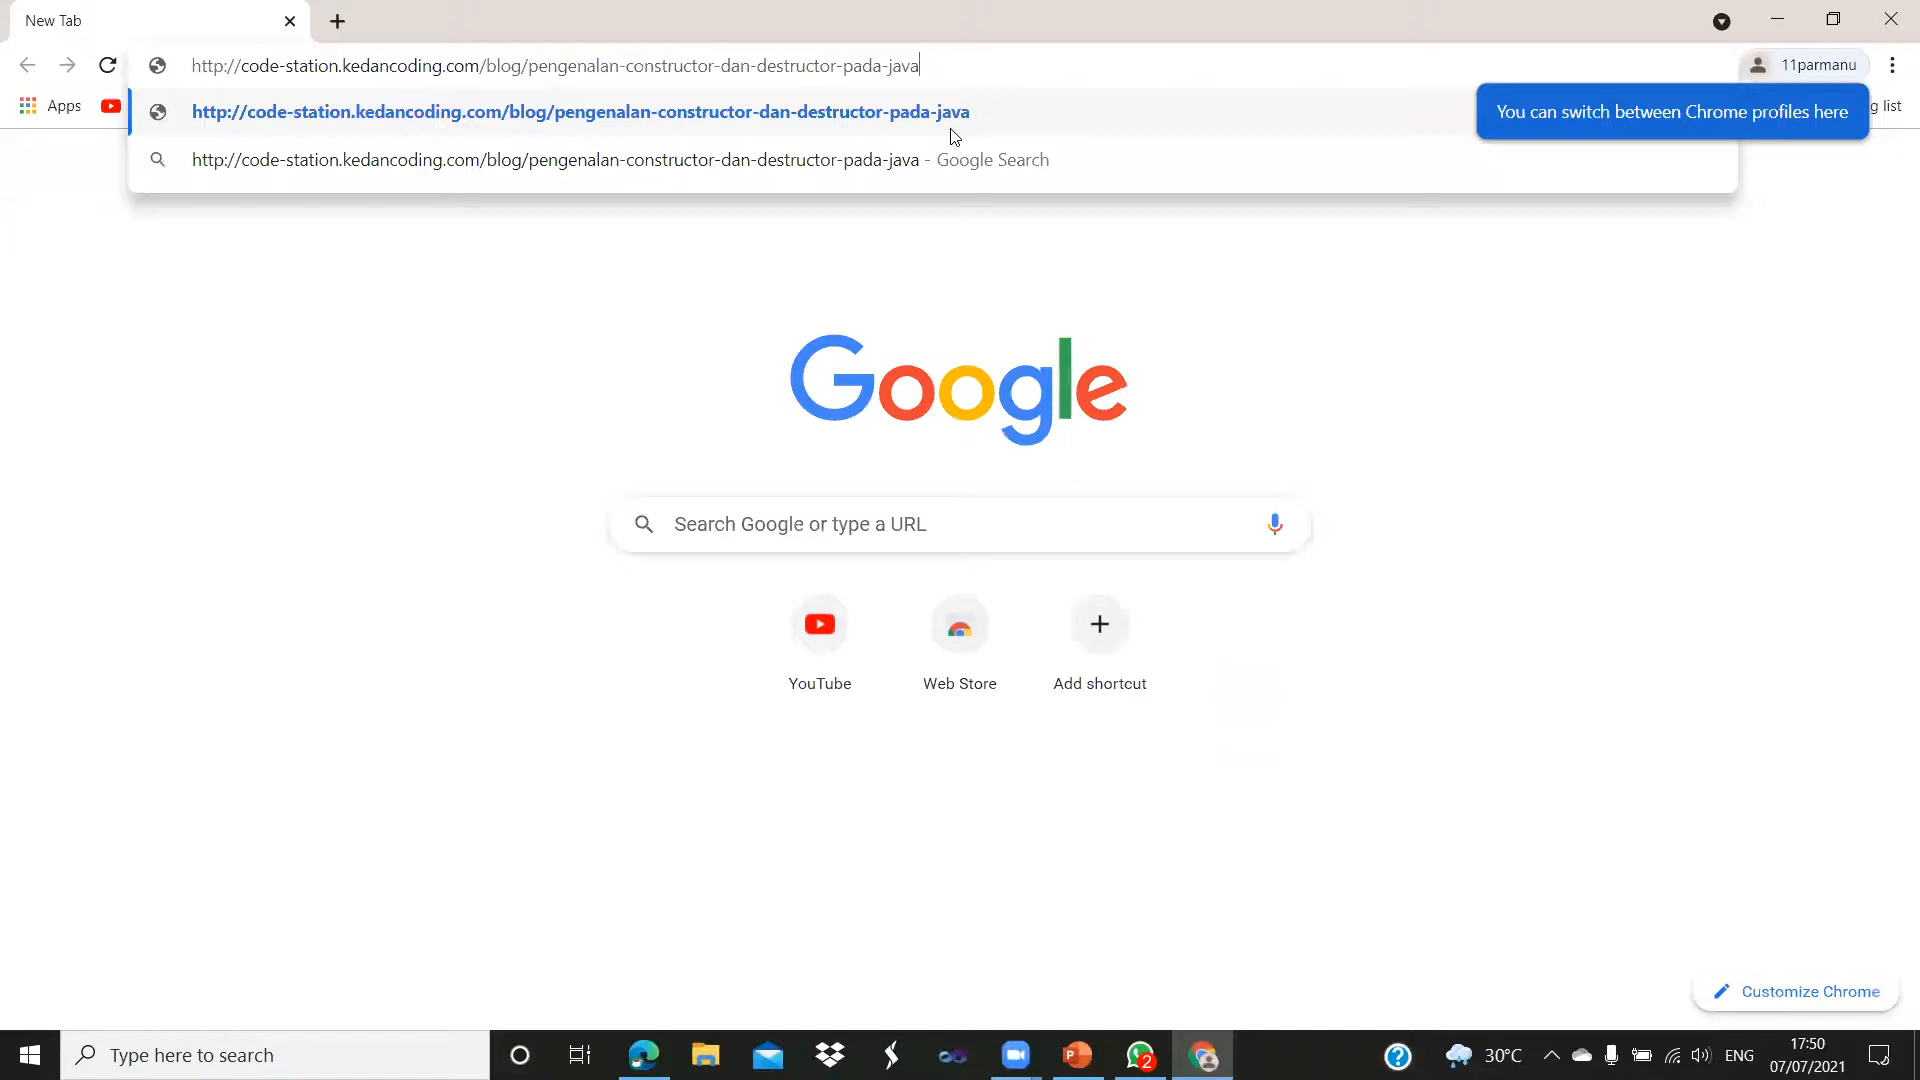 New Tab
http://code-station.kedancoding.com/blog/pengenalan-constructor-dan-destructor-pada-java
11parmanu
Apps
http://code-station.kedancoding.com/blog/pengenalan-constructor-dan-destructor-pada-java
You can switch between Chrome profiles here
g list
http://code-station.kedancoding.com/blog/pengenalan-constructor-dan-destructor-pada-java - Google Search
Google
Search Google or type a URL
YouTube
Web Store
Add shortcut
Customize Chrome
Type here to search
2
30°C
ENG
17:50
07/07/2021